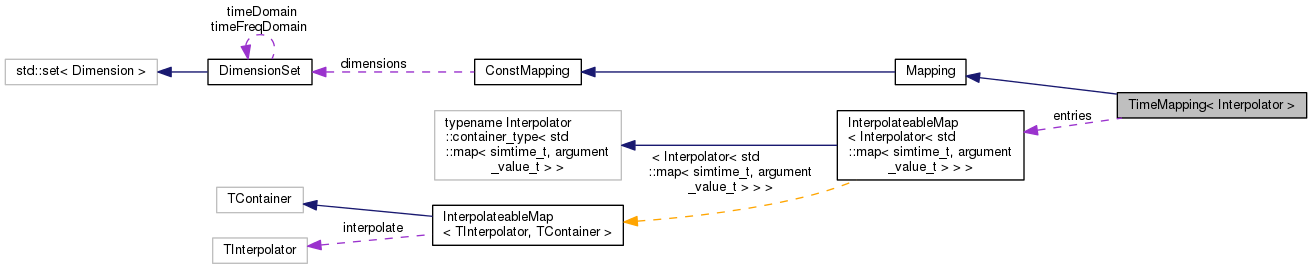 timeDomain
timeFreqDomain
std::set< Dimension >
DimensionSet
dimensions
ConstMapping
Mapping
TimeMapping< Interpolator >
entries
typename Interpolator
::container_type< std
::map< simtime_t, argument
_value_t > >
InterpolateableMap
< Interpolator< std
::map< simtime_t, argument
_value_t > > >
< Interpolator< std
::map< simtime_t, argument
_value_t > > >
TContainer
interpolate
TInterpolator
InterpolateableMap
< TInterpolator, TContainer >